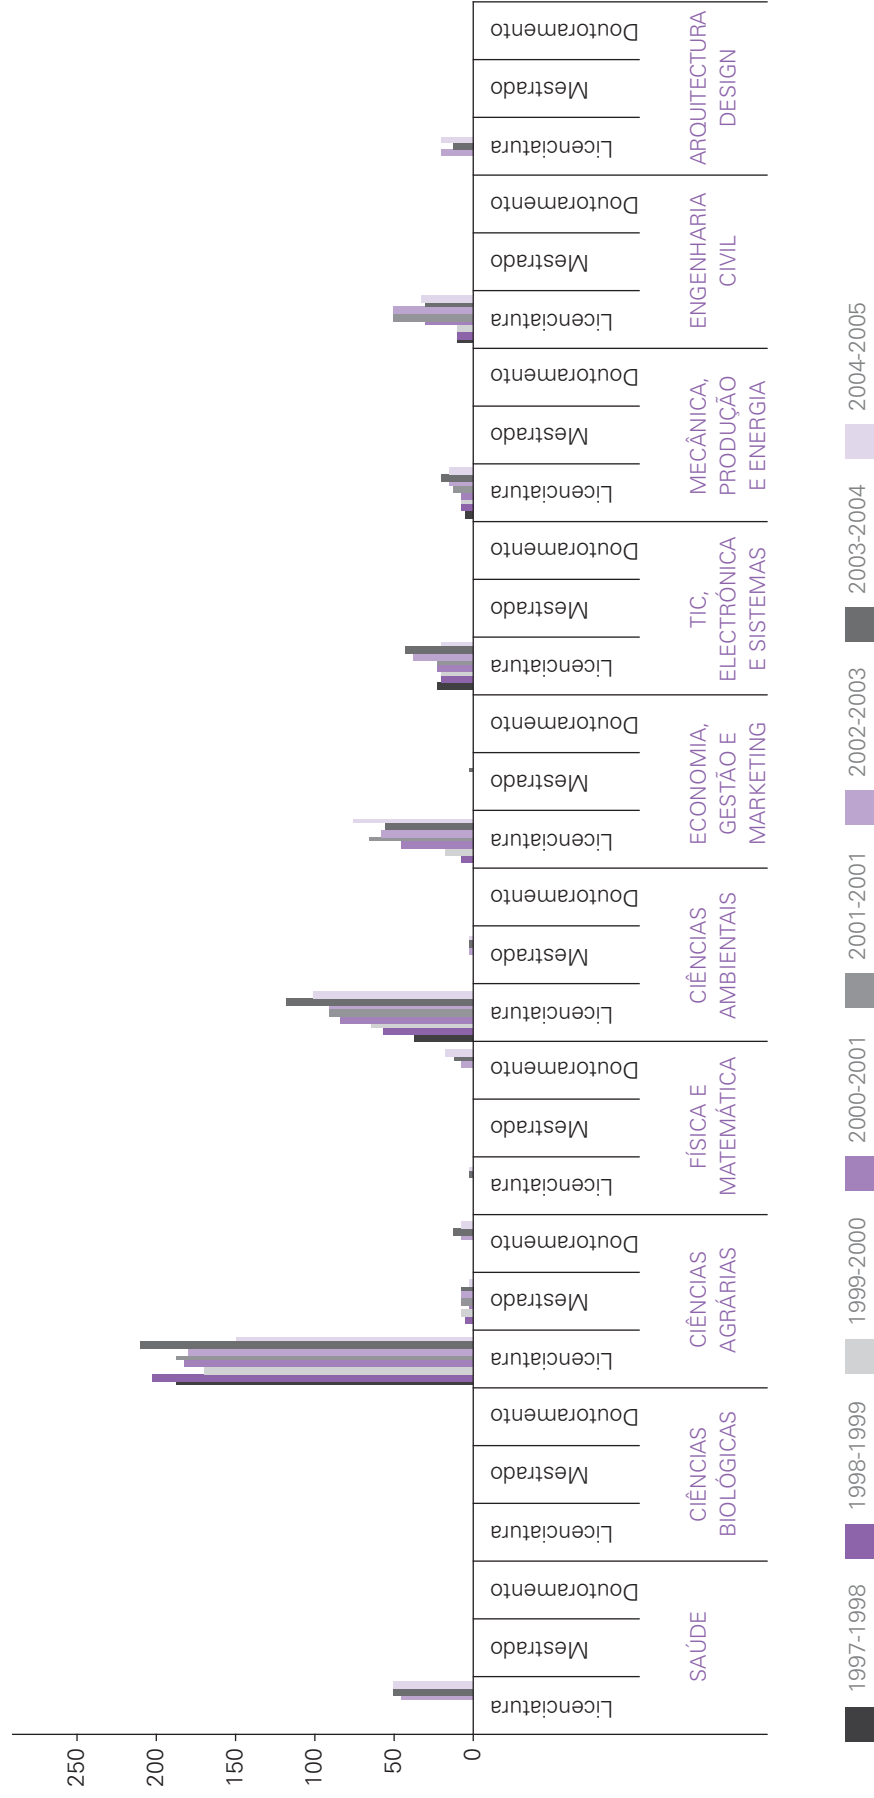 250
200
150
100
50
0
Licenciatura
Mestrado
Doutoramento
Licenciatura
Mestrado
Doutoramento
Licenciatura
Mestrado
Doutoramento
Licenciatura
Mestrado
Doutoramento
Licenciatura
Mestrado
Doutoramento
Licenciatura
Mestrado
Doutoramento
Licenciatura
Mestrado
Doutoramento
Licenciatura
Mestrado
Doutoramento
Licenciatura
Mestrado
Doutoramento
Licenciatura
Mestrado
Doutoramento
SAÚDE
CIÊNCIAS
BIOLÓGICAS
CIÊNCIAS
AGRÁRIAS
FÍSICA E
MATEMÁTICA
CIÊNCIAS
AMBIENTAIS
ECONOMIA,
GESTÃO E
MARKETING
TIC,
ELECTRÓNICA
E SISTEMAS
MECÂNICA,
PRODUÇÃO
E ENERGIA
ENGENHARIA
CIVIL
ARQUITECTURA
DESIGN
1997-1998
1998-1999
1999-2000
2000-2001
2001-2001
2002-2003
2003-2004
2004-2005